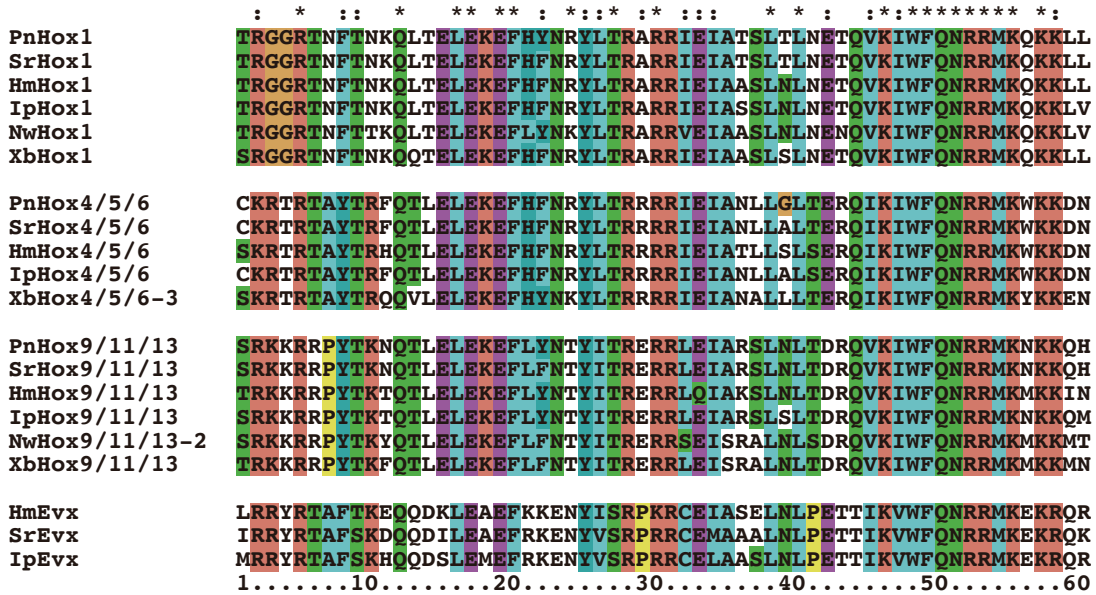 : * :: * ** ** : *::* *: ::: * * : :*:******** *:
PnHox1 TRGGRTNFTNKQLTELEKEFHYNRYLTRARRIEIATSLTLNETQVKIWFQNRRMKQKKLL
SrHox1 TRGGRTNFTNKQLTELEKEFHFNRYLTRARRIEIATSLTLNETQVKIWFQNRRMKQKKLL
HmHox1 TRGGRTNFTNKQLTELEKEFHFNRYLTRARRIEIATSLNLNETQVKIWFQNRRMKQKKLL
IpHox1 TRGGRTNFTNKQLTELEKEFHFNRYLTRARRIEIASSLNLNETQVKIWFQNRRMKQKKLV
NwHox1 TRGGRTNFTTKQLTELEKEFLYNKYLTRARRVEIAASLNLNENQVKIWFQNRRMKQKKLV
XbHox1 SRGGRTNFTNKQQTELEKEFHFNRYLTRARRIEIAASLSLNETQVKIWFQNRRMKQKKLL
PnHox4/5/6 CKRTRTAYTRFQTLELEKEFHFNRYLTRRRRIEIANLLGLTERQIKIWFQNRRMKWKKDN
SrHox4/5/6 CKRTRTAYTRFQTLELEKEFHFNRYLTRRRRIEIANLLALTERQIKIWFQNRRMKWKKDN
HmHox4/5/6 SKRTRTAYTRHQTLELEKEFHFNRYLTRRRRIEIATLLSLSERQIKIWFQNRRMKWKKDN
IpHox4/5/6 CKRTRTAYTRFQTLELEKEFHFNRYLTRRRRIEIANLLALSERQIKIWFQNRRMKWKKDN
XbHox4/5/6-3 SKRTRTAYTRQQVLELEKEFHYNKYLTRRRRIEIANALLLTERQIKIWFQNRRMKYKKEN
PnHox9/11/13 SRKKRRPYTKNQTLELEKEFLYNTYITRERRLEIARSLNLTDRQVKIWFQNRRMKNKKQH
SrHox9/11/13 SRKKRRPYTKNQTLELEKEFLFNTYITRERRLEIARSLNLTDRQVKIWFQNRRMKNKKQH
HmHox9/11/13 TRKKRRPYTKTQTLELEKEFLYNTYITRERRLQIAKSLNLTDRQVKIWFQNRRMKMKKIN
IpHox9/11/13 SRKKRRPYTKTQTLELEKEFLYNTYITRERRLEIARSLSLTDRQVKIWFQNRRMKNKKQM
NwHox9/11/13-2 SRKKRRPYTKYQTLELEKEFLFNTYITRERRSEISRALNLSDRQVKIWFQNRRMKMKKMT
XbHox9/11/13 TRKKRRPYTKFQTLELEKEFLFNTYITRERRLEISRALNLTDRQVKIWFQNRRMKMKKMN
HmEvx LRRYRTAFTKEQQDKLEAEFKKENYISRPKRCEIASELNLPETTIKVWFQNRRMKEKRQR
SrEvx IRRYRTAFSKDQQDILEAEFRKENYVSRPRRCEMAAALNLPETTIKVWFQNRRMKEKRQK
IpEvx MRRYRTAFSKHQQDSLEMEFRKENYVSRPRRCELAASLNLPETTIKVWFQNRRMKEKRQR
1........10........20........30........40........50........60